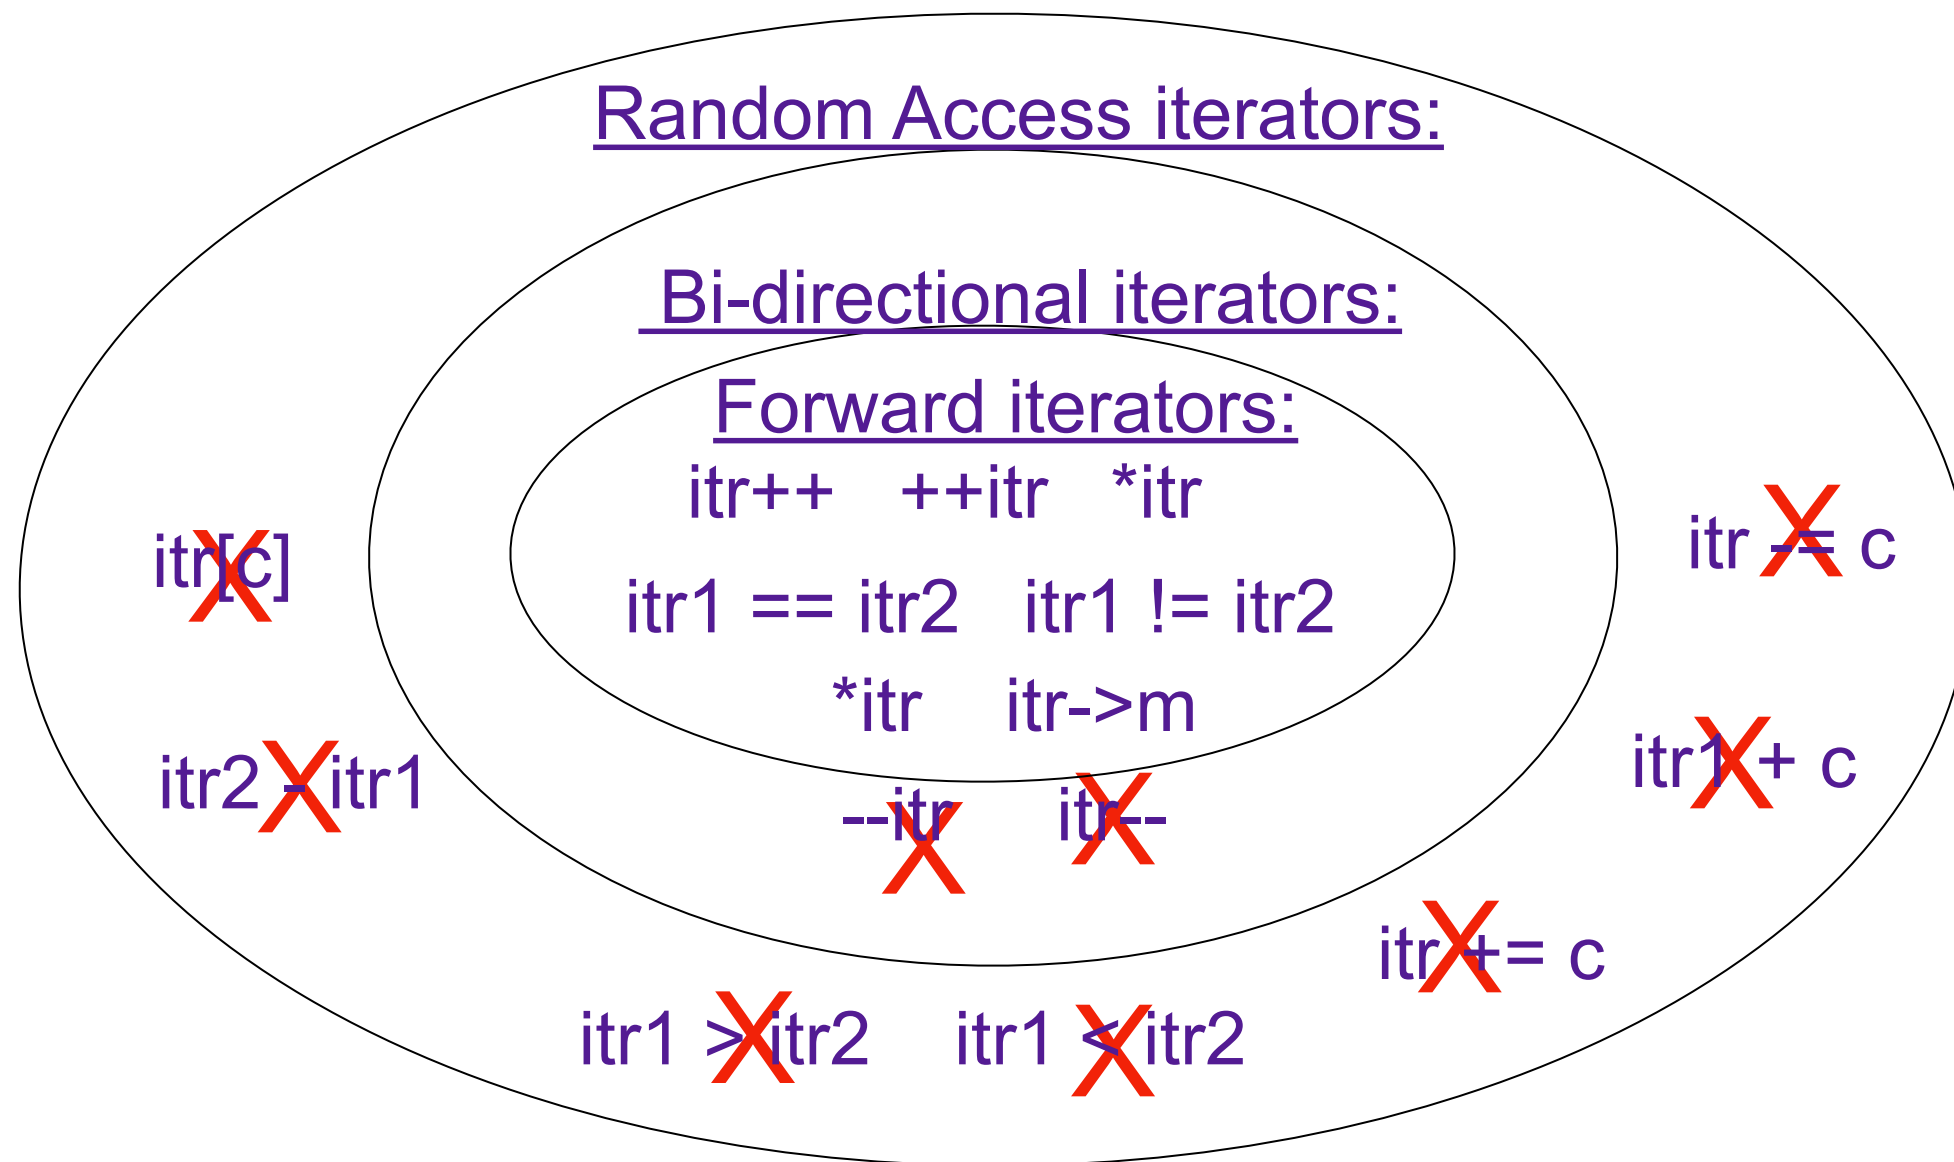 Random Access iterators:
Bi-directional iterators:
Forward iterators:
itr++ ++itr *itr
itr[c]
itr -= c
itr1 == itr2 itr1 != itr2
*itr itr->m
itr2 - itr1
itr1 + c
--itr itr--
itr += c
itr1 > itr2 itr1 < itr2
X
X
X
X
X
X
X
X
X